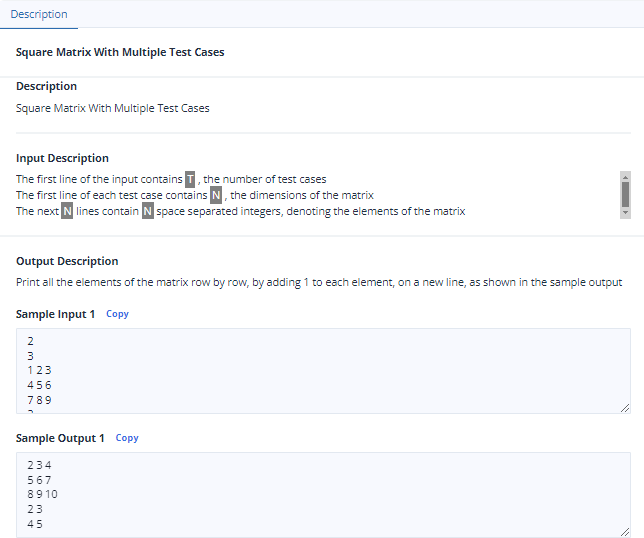 Description
Square Matrix With Multiple Test Cases
Description
Square Matrix With Multiple Test Cases
Input Description
The first line of the input contains T , the number of test cases
The first line of each test case contains N , the dimensions of the matrix
The next N lines contain N space separated integers, denoting the elements of the matrix
Output Description
Print all the elements of the matrix row by row, by adding 1 to each element, on a new line, as shown in the sample output
Sample Input 1 Copy
2
3
1 2 3
4 5 6
7 8 9
Sample Output 1 Copy
2 3 4
5 6 7
8 9 10
2 3
4 5